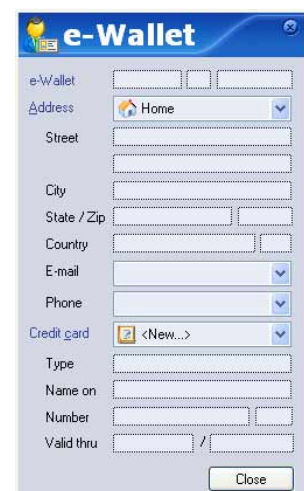 e-Wallet
e-Wallet
Address Home
Street
City
State / Zip
Country
E-mail
Phone
Credit card <New...>
Type
Name on
Number
Valid thru /
Close